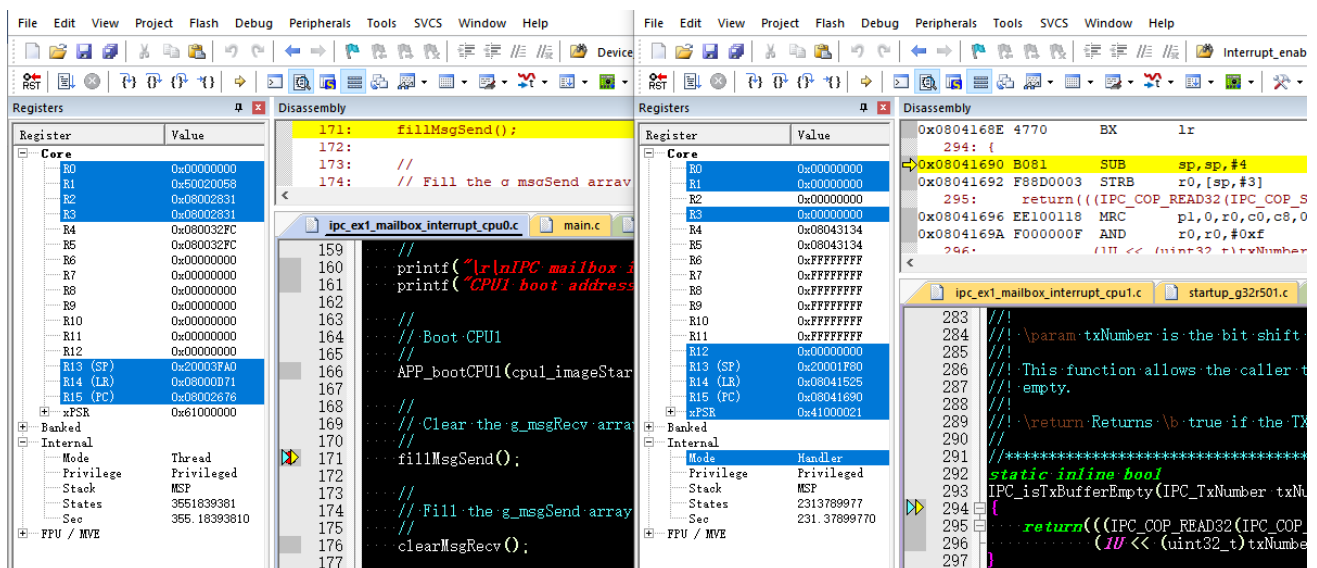 File Edit View Project Flash Debug Peripherals Tools SVCS Window Help
Device
RST
Registers
Register Value
Core
R0 0x00000000
R1 0x50020058
R2 0x08002831
R3 0x08002831
R4 0x080032FC
R5 0x080032FC
R6 0x00000000
R7 0x00000000
R8 0x00000000
R9 0x00000000
R10 0x00000000
R11 0x00000000
R12 0x00000000
R13 (SP) 0x20003FA0
R14 (LR) 0x08000D71
R15 (PC) 0x08002676
xPSR 0x61000000
Banked
Internal
Mode Thread
Privilege Privileged
Stack MSP
States 3551839381
Sec 355.18393810
FPU / MVE
Disassembly
171: fillMsgSend();
172:
173: //
174: // Fill the g_msgSend array
ipc_ex1_mailbox_interrupt_cpu0.c main.c
159 //
160 printf("\r\nIPC mailbox i
161 printf("CPU1 boot address
162
163 //
164 // Boot CPU1
165 //
166 APP_bootCPU1(cpu1_imageStar
167
168 //
169 // Clear the g_msgRecv arra
170 //
171 fillMsgSend();
172
173 //
174 // Fill the g_msgSend array
175 //
176 clearMsgRecv();
177
File Edit View Project Flash Debug Peripherals Tools SVCS Window Help
Interrupt_enab
RST
Registers
Register Value
Core
R0 0x00000000
R1 0x00000000
R2 0x00000000
R3 0x00000000
R4 0x08043134
R5 0x08043134
R6 0xFFFFFFFF
R7 0xFFFFFFFF
R8 0xFFFFFFFF
R9 0xFFFFFFFF
R10 0xFFFFFFFF
R11 0xFFFFFFFF
R12 0x00000000
R13 (SP) 0x20001F80
R14 (LR) 0x08041525
R15 (PC) 0x08041690
xPSR 0x41000021
Banked
Internal
Mode Handler
Privilege Privileged
Stack MSP
States 2313789977
Sec 231.37899770
FPU / MVE
Disassembly
0x0804168E 4770 BX lr
294: {
0x08041690 B081 SUB sp,sp,#4
0x08041692 F88D0003 STRB r0,[sp,#3]
295: return(((IPC_COP_READ32(IPC_COP_S
0x08041696 EE100118 MRC p1,0,r0,c0,c8,0
0x0804169A F000000F AND r0,r0,#0xf
296: (1U << (uint32_t)txNumber
ipc_ex1_mailbox_interrupt_cpu1.c startup_g32r501.c
283 //!
284 //! \param txNumber is the bit shift
285 //!
286 //! This function allows the caller t
287 //! empty.
288 //!
289 //! \return Returns \b true if the TX
290 //
291 //*************************************
292 static inline bool
293 IPC_isTxBufferEmpty(IPC_TxNumber txNu
294 {
295 return(((IPC_COP_READ32(IPC_COP_
296 (1U << (uint32_t)txNumbe
297 }